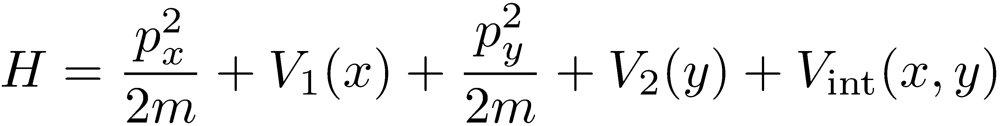 H = \frac{p_x^2}{2m} + V_1(x) + \frac{p_y^2}{2m} + V_2(y) + V_{\text{int}}(x, y)